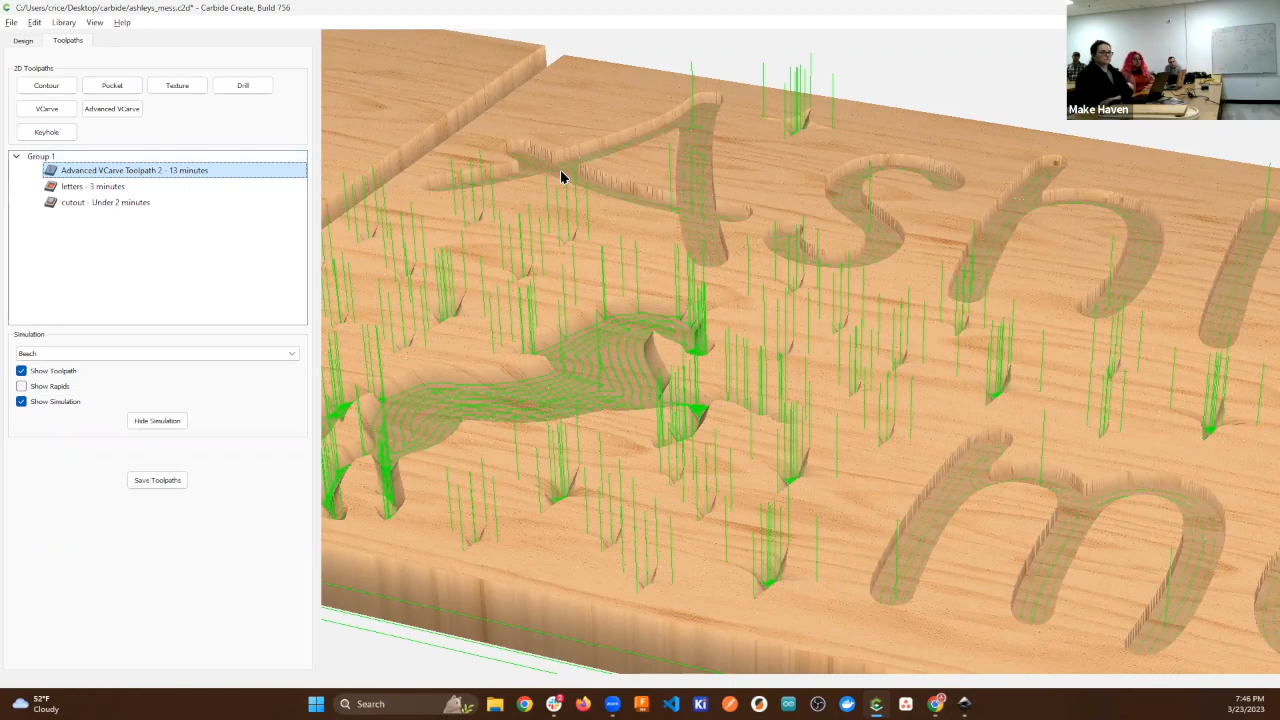 C:/Users/crice/Desktop/carbide/ashleys_mess.c2d* - Carbide Create, Build 756
File Edit Library View Help
Design Toolpaths
2D Toolpaths
Contour Pocket Texture Drill
VCarve Advanced VCarve
Keyhole
Group 1
Advanced VCarve Toolpath 2 - 13 minutes
letters - 3 minutes
cutout - Under 2 minutes
Simulation
Beech
Show Toolpath
Show Rapids
Show Simulation
Hide Simulation
Save Toolpaths
Make Haven
Ash
m
52°F
Cloudy
Search
7:46 PM
3/23/2023